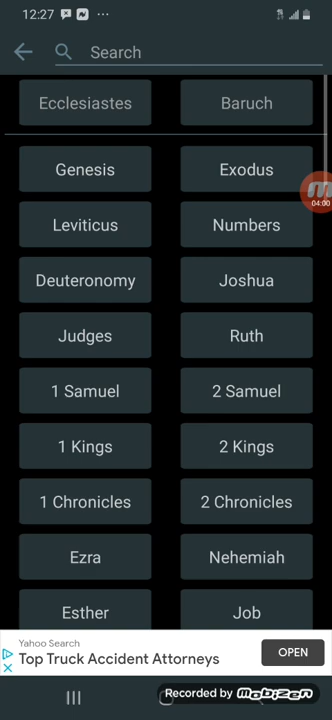 12:27
Search
Ecclesiastes Baruch
Genesis Exodus
04:00
Leviticus Numbers
Deuteronomy Joshua
Judges Ruth
1 Samuel 2 Samuel
1 Kings 2 Kings
1 Chronicles 2 Chronicles
Ezra Nehemiah
Esther Job
Yahoo Search
Top Truck Accident Attorneys OPEN
Recorded by Mobizen